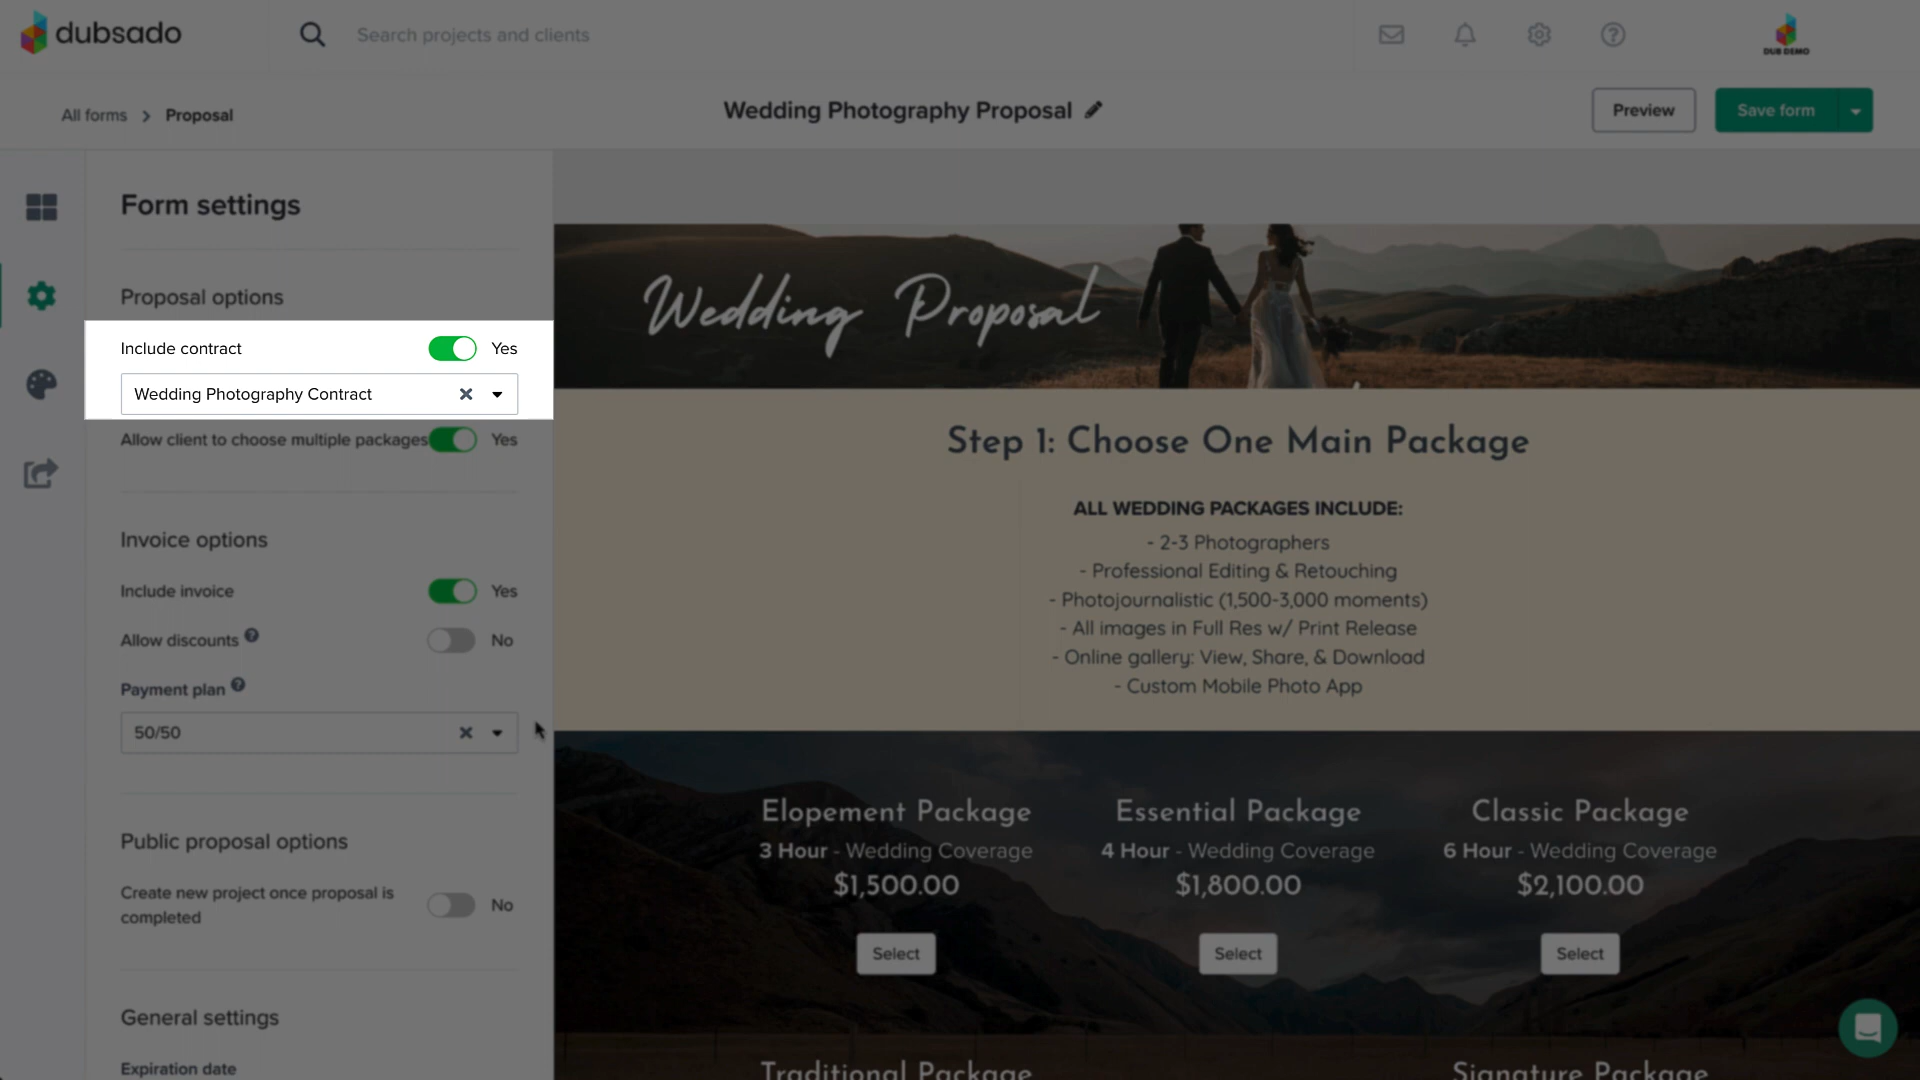 dubsado
Search projects and clients
DUB DEMO
All forms > Proposal
Wedding Photography Proposal
Preview
Save form
Form settings
Proposal options
Include contract
Yes
Wedding Photography Contract
Allow client to choose multiple packages
Yes
Invoice options
Include invoice
Yes
Allow discounts ?
No
Payment plan ?
50/50
Public proposal options
Create new project once proposal is
completed
No
General settings
Expiration date
Wedding Proposal
Step 1: Choose One Main Package
ALL WEDDING PACKAGES INCLUDE:
- 2-3 Photographers
- Professional Editing & Retouching
- Photojournalistic (1,500-3,000 moments)
- All images in Full Res w/ Print Release
- Online gallery: View, Share, & Download
- Custom Mobile Photo App
Elopement Package
3 Hour - Wedding Coverage
$1,500.00
Select
Essential Package
4 Hour - Wedding Coverage
$1,800.00
Select
Classic Package
6 Hour - Wedding Coverage
$2,100.00
Select
Traditional Package
Signature Package